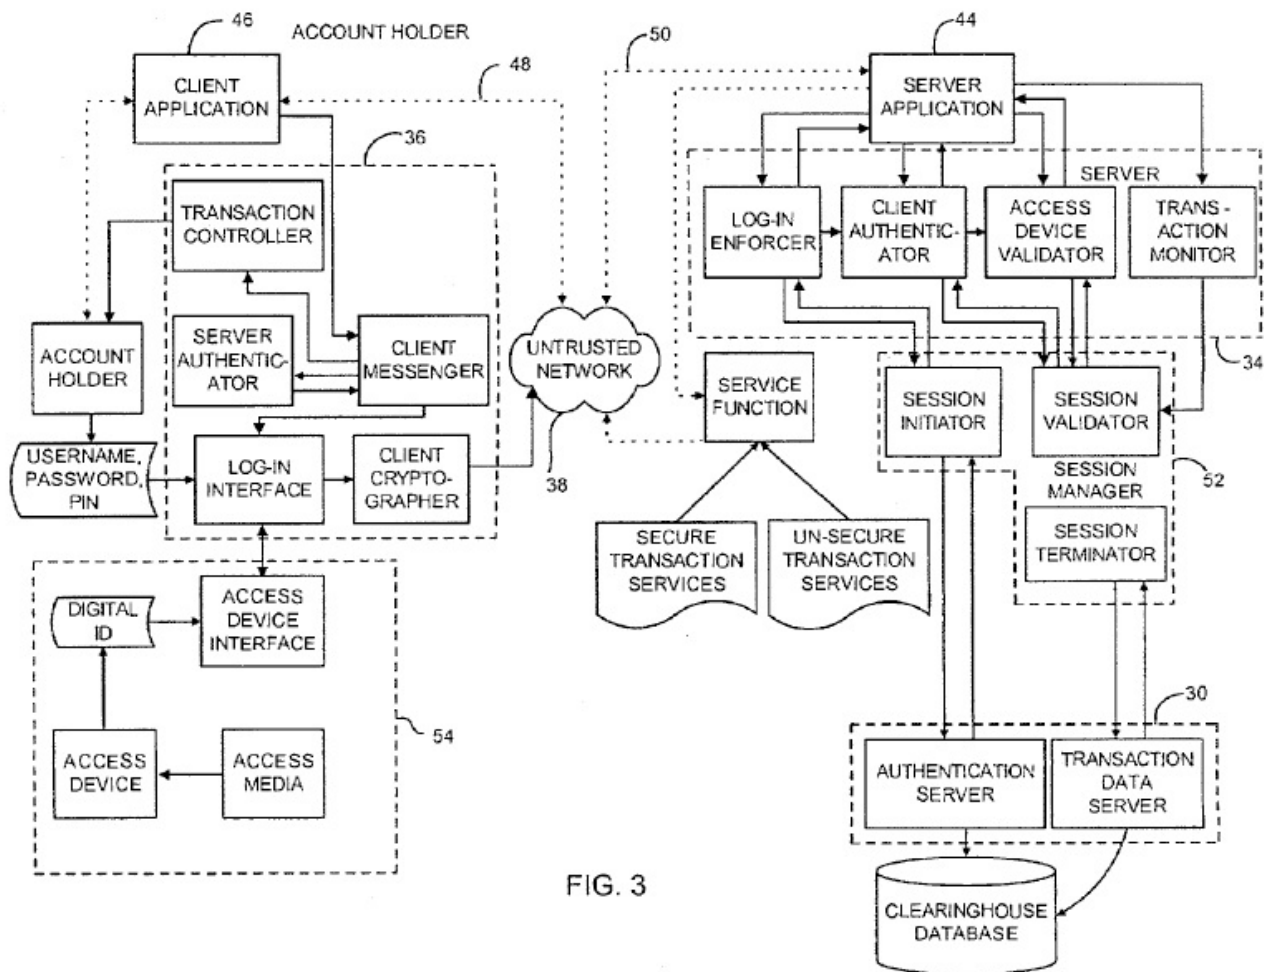 46
ACCOUNT HOLDER
50
44
CLIENT
APPLICATION
48
SERVER
APPLICATION
36
SERVER
TRANSACTION
CONTROLLER
LOG-IN
ENFORCER
CLIENT
AUTHENTIC-
ATOR
ACCESS
DEVICE
VALIDATOR
TRANS-
ACTION
MONITOR
ACCOUNT
HOLDER
SERVER
AUTHENTIC-
ATOR
CLIENT
MESSENGER
UNTRUSTED
NETWORK
34
SERVICE
FUNCTION
SESSION
INITIATOR
SESSION
VALIDATOR
USERNAME,
PASSWORD,
PIN
LOG-IN
INTERFACE
CLIENT
CRYPTO-
GRAPHER
38
SESSION
MANAGER
52
SECURE
TRANSACTION
SERVICES
UN-SECURE
TRANSACTION
SERVICES
SESSION
TERMINATOR
DIGITAL
ID
ACCESS
DEVICE
INTERFACE
30
54
ACCESS
DEVICE
ACCESS
MEDIA
AUTHENTICATION
SERVER
TRANSACTION
DATA
SERVER
FIG. 3
CLEARINGHOUSE
DATABASE